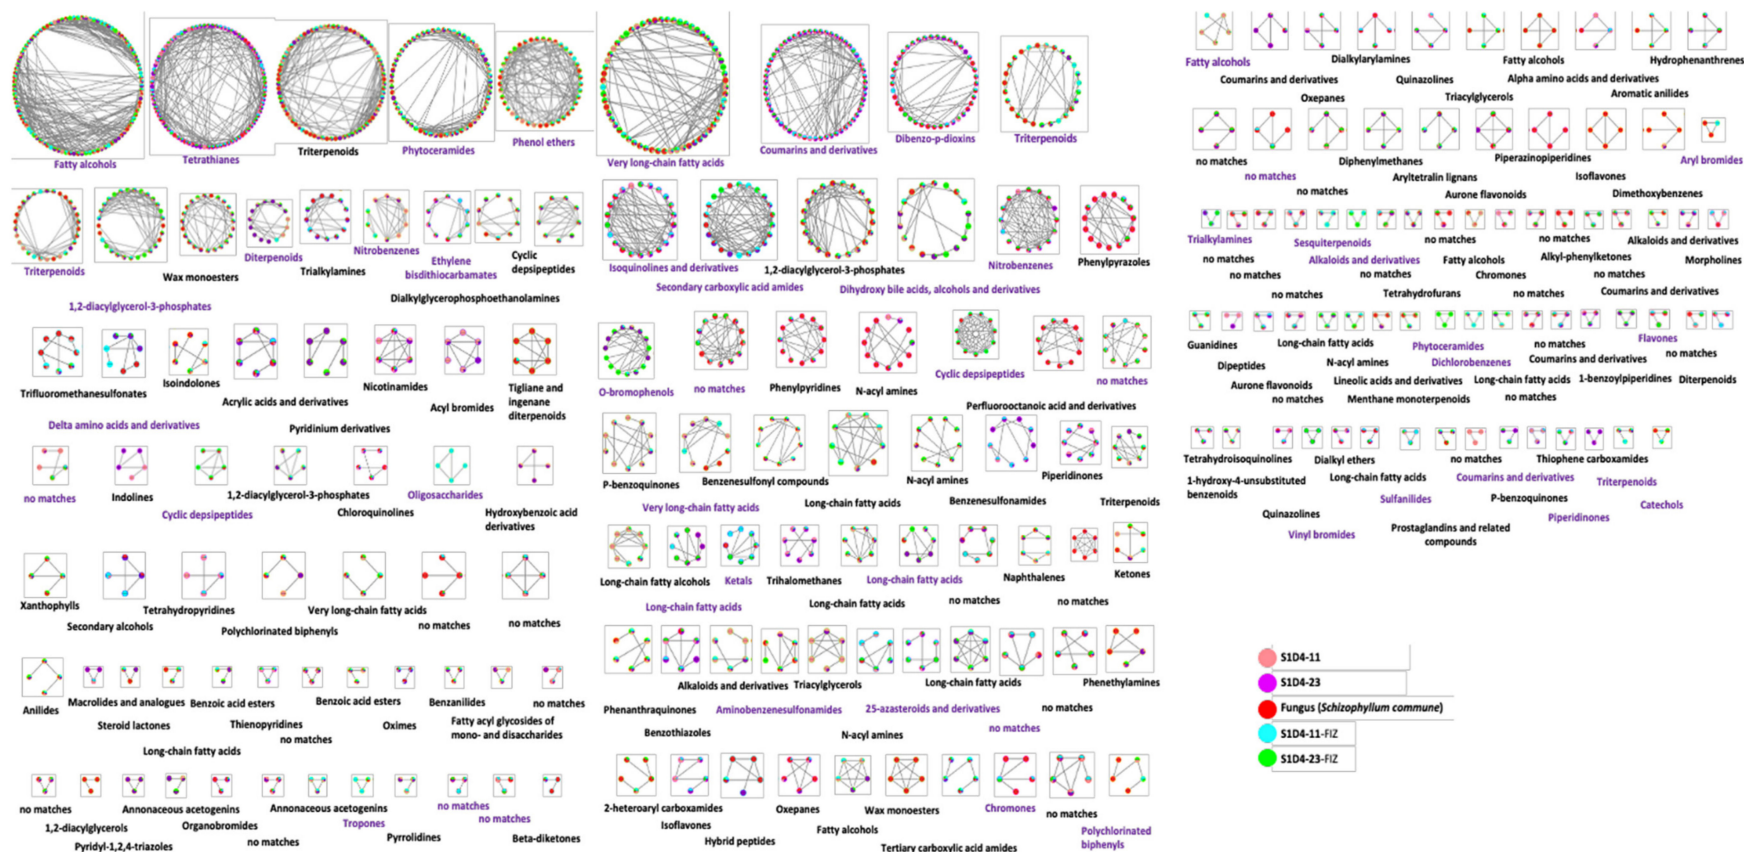 Fatty alcohols
Tetrathianes
Triterpenoids
Phytoceramides
Phenol ethers
Triterpenoids
1,2-diacylglycerol-3-phosphates
Wax monoesters
Diterpenoids
Trialkylamines
Nitrobenzenes
Dialkylglycerophosphoethanolamines
Ethylene
bisdithiocarbamates
Cyclic
depsipeptides
Trifluoromethanesulfonates
Delta amino acids and derivatives
Isoindolones
Acrylic acids and derivatives
Pyridinium derivatives
Nicotinamides
Acyl bromides
Tigliane and
ingenane
diterpenoids
no matches
Indolines
Cyclic depsipeptides
1,2-diacylglycerol-3-phosphates
Chloroquinolines
Oligosaccharides
Hydroxybenzoic acid
derivatives
Xanthophylls
Secondary alcohols
Tetrahydropyridines
Polychlorinated biphenyls
Very long-chain fatty acids
no matches
no matches
Anilides
Macrolides and analogues
Steroid lactones
Long-chain fatty acids
Benzoic acid esters
Thienopyridines
no matches
Benzoic acid esters
Oximes
Benzanilides
Fatty acyl glycosides of
mono- and disaccharides
no matches
no matches
1,2-diacylglycerols
Pyridyl-1,2,4-triazoles
Annonaceous acetogenins
Organobromides
no matches
Annonaceous acetogenins
Tropones
Pyrrolidines
no matches
no matches
Beta-diketones
Very long-chain fatty acids
Coumarins and derivatives
Dibenzo-p-dioxins
Triterpenoids
Isoquinolines and derivatives
Secondary carboxylic acid amides
1,2-diacylglycerol-3-phosphates
Dihydroxy bile acids, alcohols and derivatives
Nitrobenzenes
Phenylpyrazoles
O-bromophenols
no matches
Phenylpyridines
N-acyl amines
Cyclic depsipeptides
Perfluorooctanoic acid and derivatives
no matches
P-benzoquinones
Very long-chain fatty acids
Benzenesulfonyl compounds
Long-chain fatty acids
N-acyl amines
Benzenesulfonamides
Piperidinones
Triterpenoids
Long-chain fatty alcohols
Long-chain fatty acids
Ketals
Trihalomethanes
Long-chain fatty acids
Long-chain fatty acids
no matches
Naphthalenes
no matches
Ketones
Phenanthraquinones
Benzothiazoles
Alkaloids and derivatives
Aminobenzenesulfonamides
Triacylglycerols
N-acyl amines
25-azasteroids and derivatives
Long-chain fatty acids
no matches
no matches
Phenethylamines
2-heteroaryl carboxamides
Isoflavones
Hybrid peptides
Oxepanes
Fatty alcohols
Wax monoesters
Tertiary carboxylic acid amides
Chromones
no matches
Polychlorinated
biphenyls
Fatty alcohols
Coumarins and derivatives
Oxepanes
Dialkylarylamines
Quinazolines
Triacylglycerols
Fatty alcohols
Alpha amino acids and derivatives
Aromatic anilides
Hydrophenanthrenes
no matches
no matches
no matches
Diphenylmethanes
Aryltetralin lignans
Aurone flavonoids
Piperazinopiperidines
Isoflavones
Dimethoxybenzenes
Aryl bromides
Trialkylamines
no matches
no matches
no matches
Sesquiterpenoids
Alkaloids and derivatives
no matches
Tetrahydrofurans
no matches
Fatty alcohols
Chromones
no matches
no matches
Alkyl-phenylketones
Coumarins and derivatives
Alkaloids and derivatives
Morpholines
Guanidines
Dipeptides
Aurone flavonoids
no matches
Long-chain fatty acids
N-acyl amines
Lineolic acids and derivatives
Menthane monoterpenoids
Phytoceramides
Dichlorobenzenes
Long-chain fatty acids
no matches
no matches
Coumarins and derivatives
1-benzoylpiperidines
Flavones
no matches
Diterpenoids
Tetrahydroisoquinolines
1-hydroxy-4-unsubstituted
benzenoids
Quinazolines
Vinyl bromides
Dialkyl ethers
Long-chain fatty acids
Sulfanilides
Prostaglandins and related
compounds
no matches
Coumarins and derivatives
P-benzoquinones
Piperidinones
Thiophene carboxamides
Triterpenoids
Catechols
S1D4-11
S1D4-23
Fungus (Schizophyllum commune)
S1D4-11-FIZ
S1D4-23-FIZ